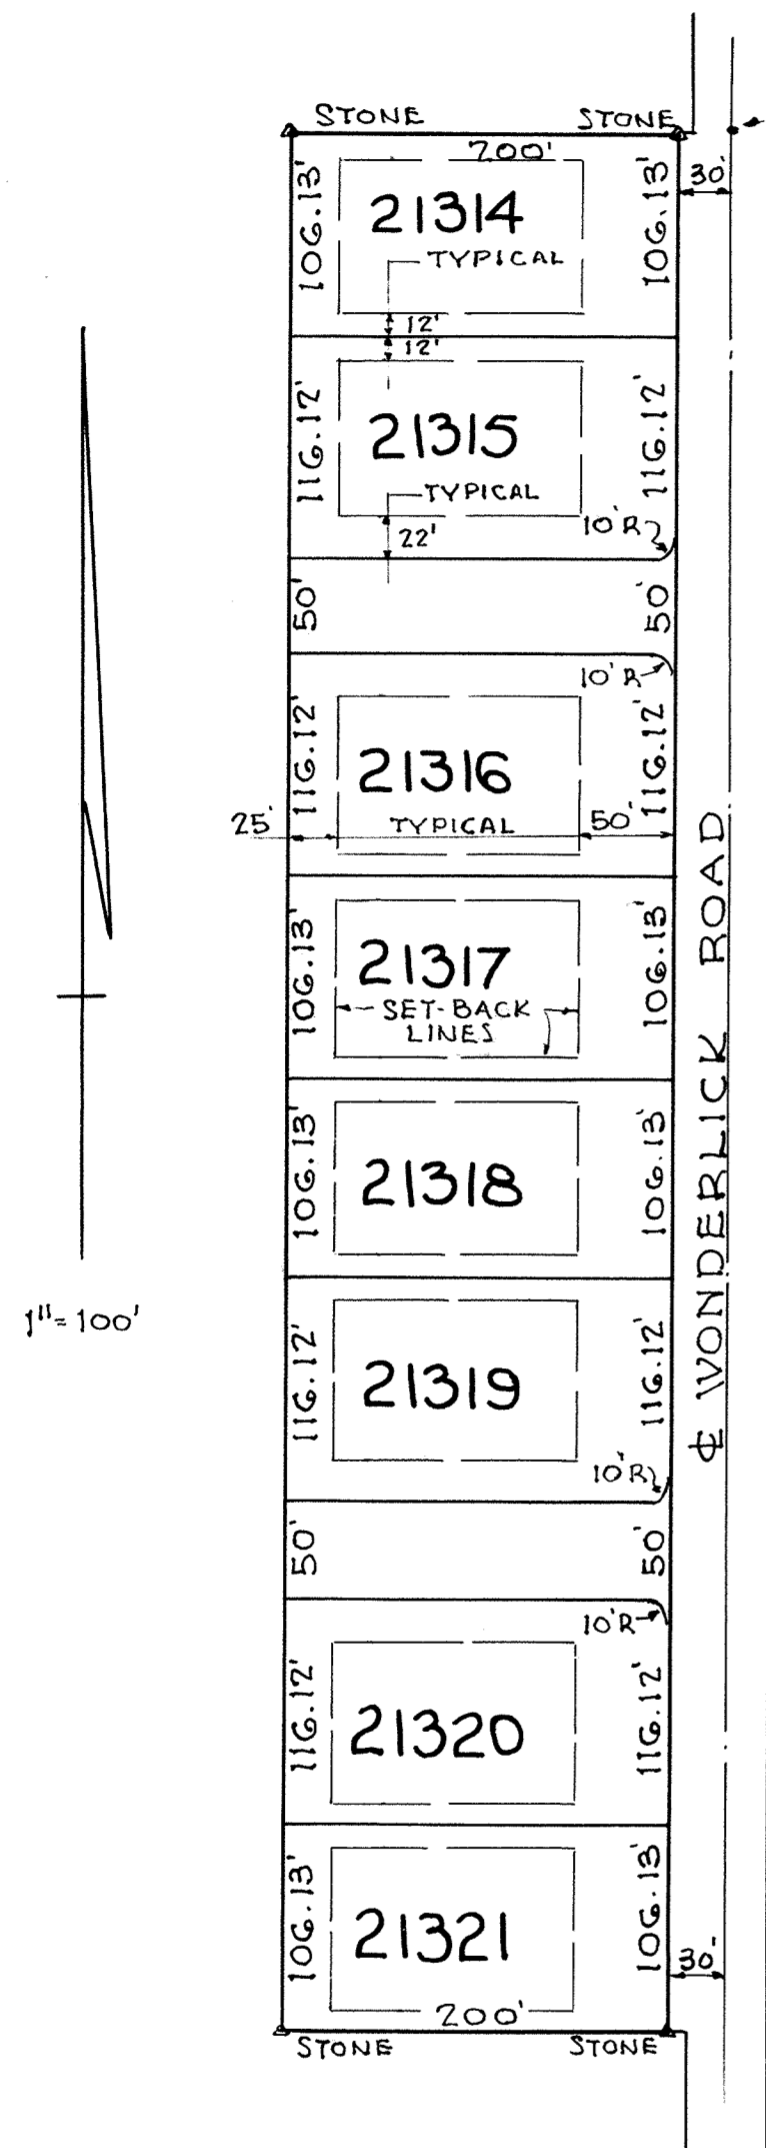 STONE STONE
200'
106.13' 106.13' 30'
21314
TYPICAL
12'
12'
116.12' 116.12'
21315
TYPICAL
22' 10'R
50' 50'
10'R
116.12' 116.12'
21316
25' TYPICAL 50'
106.13' 106.13'
21317
SET-BACK
LINES
106.13' 106.13'
21318
1"=100'
116.12' 116.12'
21319
10'R
50' 50'
10'R
116.12' 116.12'
21320
106.13' 106.13'
21321
30'
200'
STONE STONE
℄ WONDERLICK ROAD